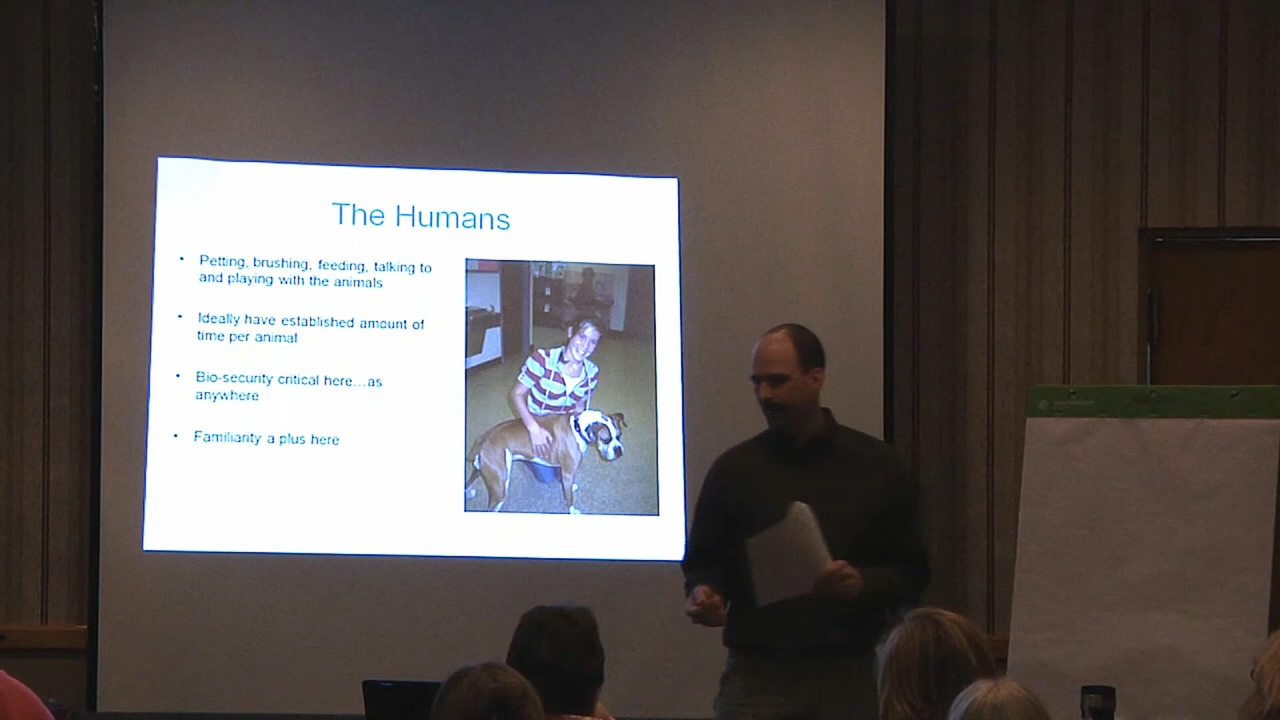 The Humans
• Petting, brushing, feeding, talking to
and playing with the animals
• Ideally have established amount of
time per animal
• Bio-security critical here...as
anywhere
• Familiarity a plus here